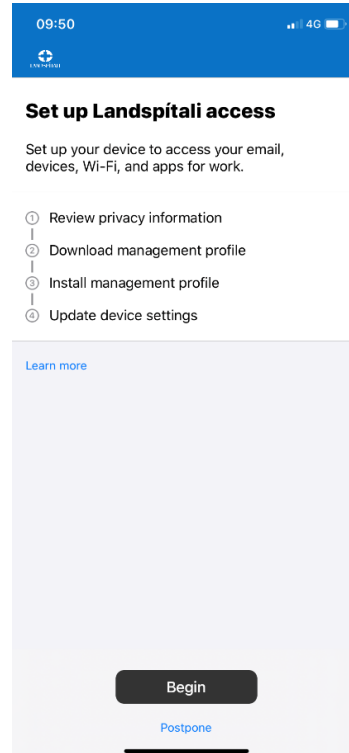 09:50
4G
LANDSPÍTALI
Set up Landspítali access
Set up your device to access your email,
devices, Wi-Fi, and apps for work.
1 Review privacy information
2 Download management profile
3 Install management profile
4 Update device settings
Learn more
Begin
Postpone